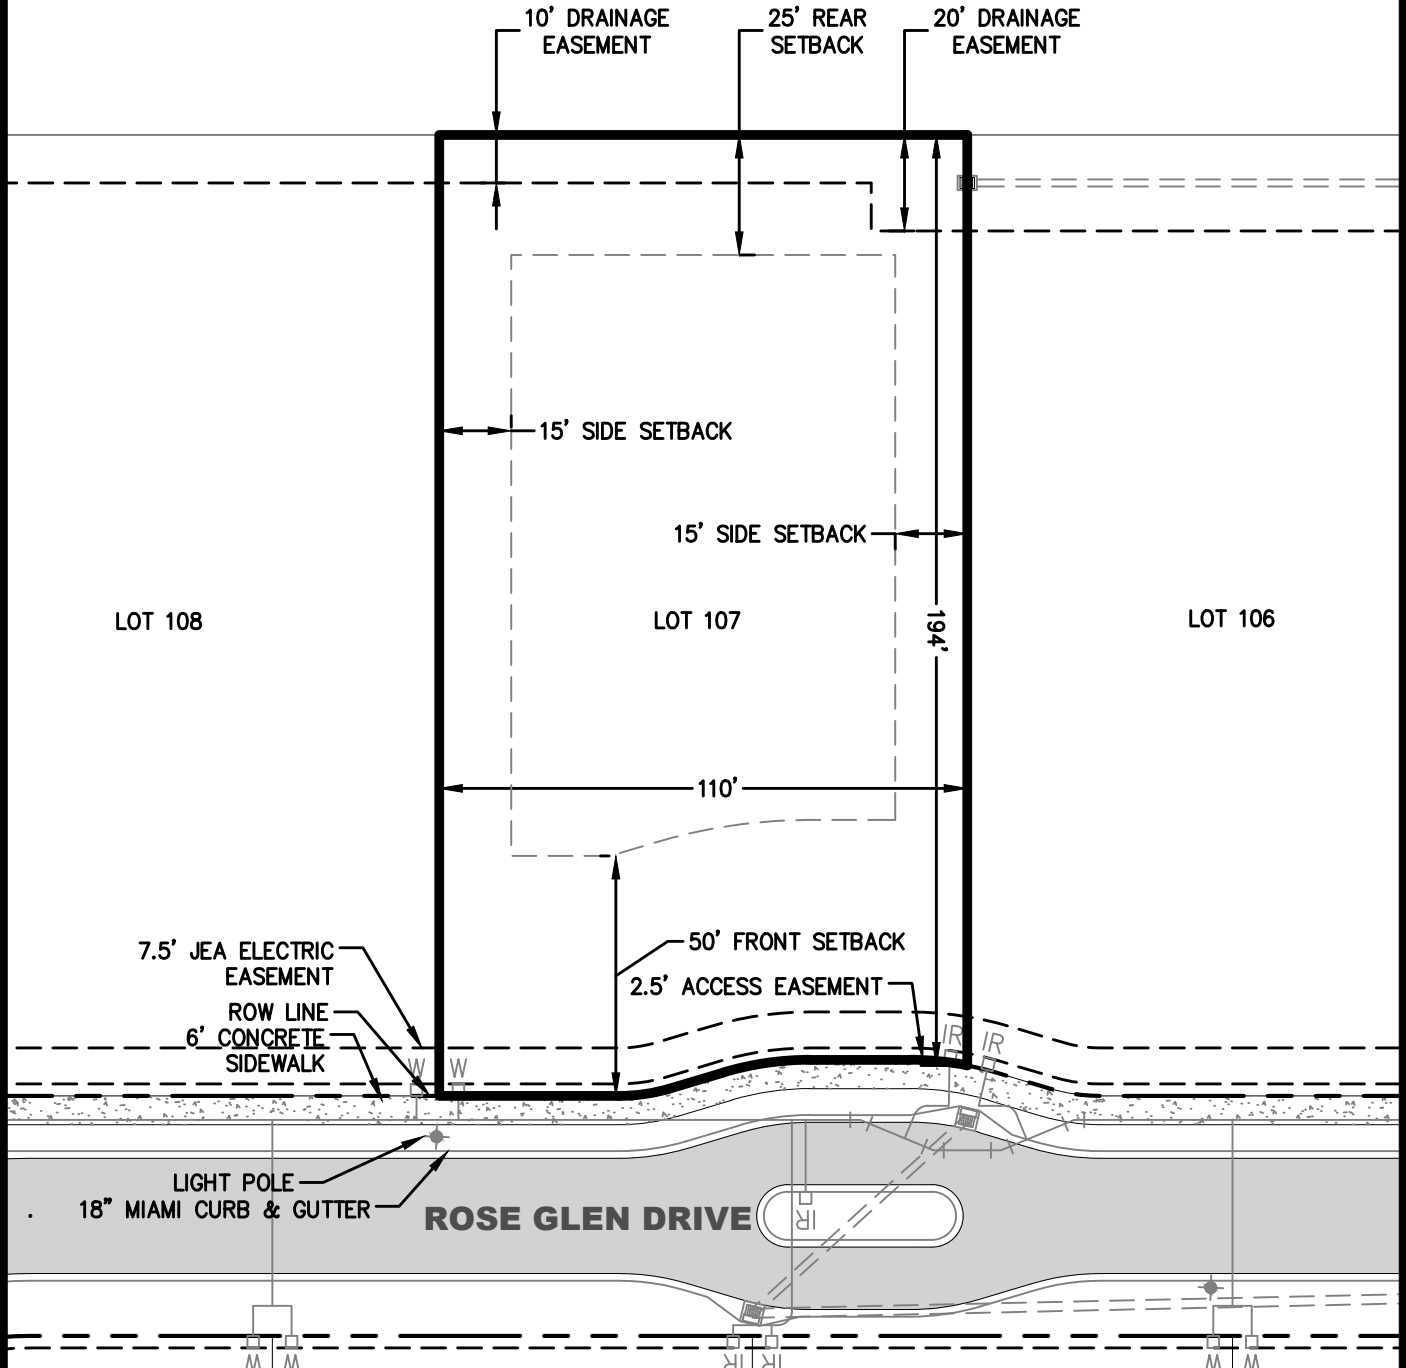 10' DRAINAGE
EASEMENT
25' REAR
SETBACK
20' DRAINAGE
EASEMENT
15' SIDE SETBACK
15' SIDE SETBACK
LOT 108
LOT 107
194'
LOT 106
110'
7.5' JEA ELECTRIC
EASEMENT
50' FRONT SETBACK
2.5' ACCESS EASEMENT
ROW LINE
6' CONCRETE
SIDEWALK
IR
IR
W
W
LIGHT POLE
18" MIAMI CURB & GUTTER
ROSE GLEN DRIVE
IR
W
W
IR
IR
W
W